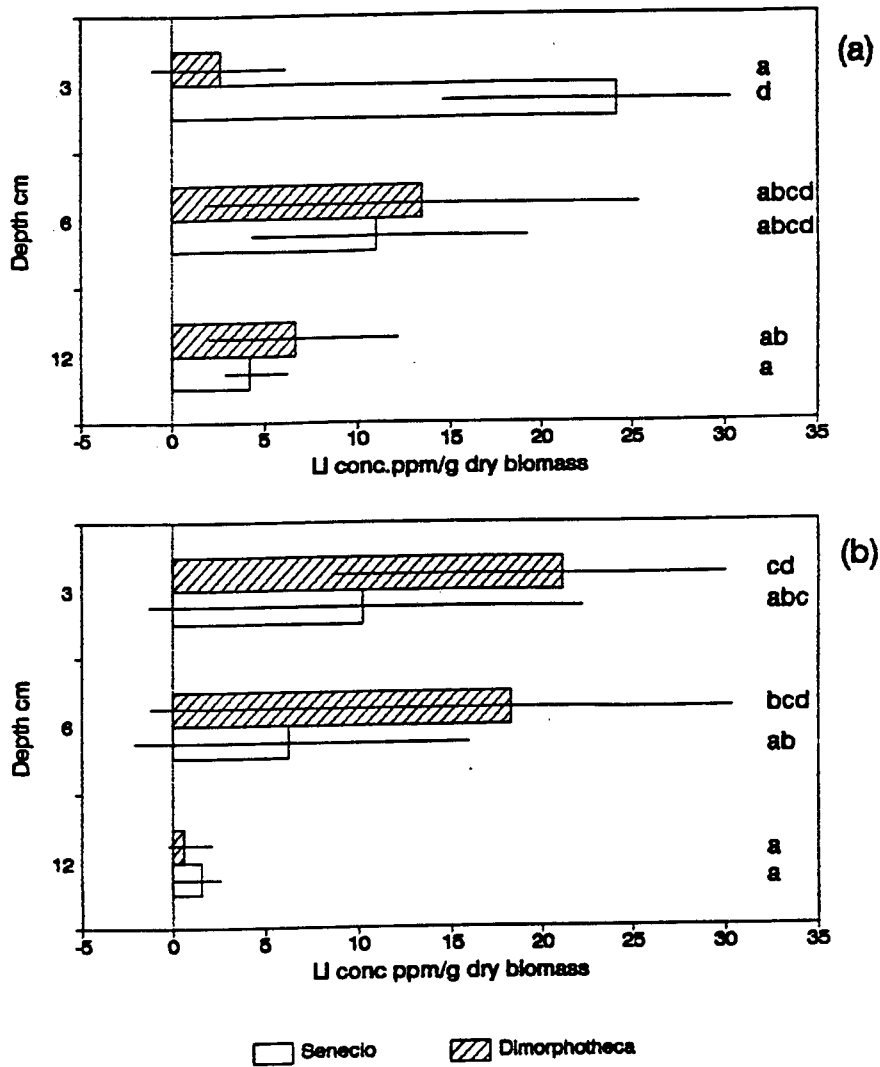 (a)
a
d
3
abcd
abcd
6
ab
a
12
Depth cm
-5 0 5 10 15 20 25 30 35
LI conc.ppm/g dry biomass
(b)
cd
abc
3
bcd
ab
6
a
a
12
Depth cm
-5 0 5 10 15 20 25 30 35
LI conc ppm/g dry biomass
Senecio Dimorphotheca